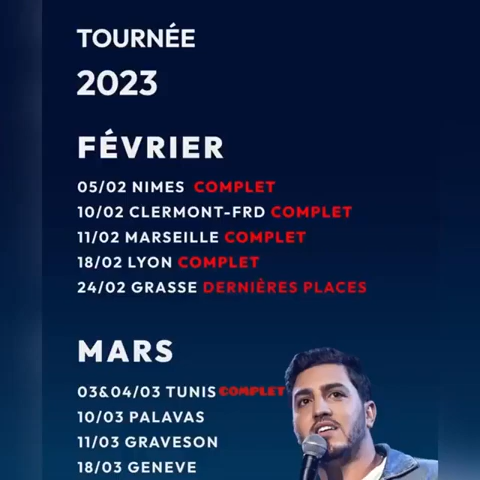 TOURNÉE
2023
FÉVRIER
05/02 NIMES COMPLET
10/02 CLERMONT-FRD COMPLET
11/02 MARSEILLE COMPLET
18/02 LYON COMPLET
24/02 GRASSE DERNIÈRES PLACES
MARS
03&04/03 TUNIS COMPLET
10/03 PALAVAS
11/03 GRAVESON
18/03 GENEVE